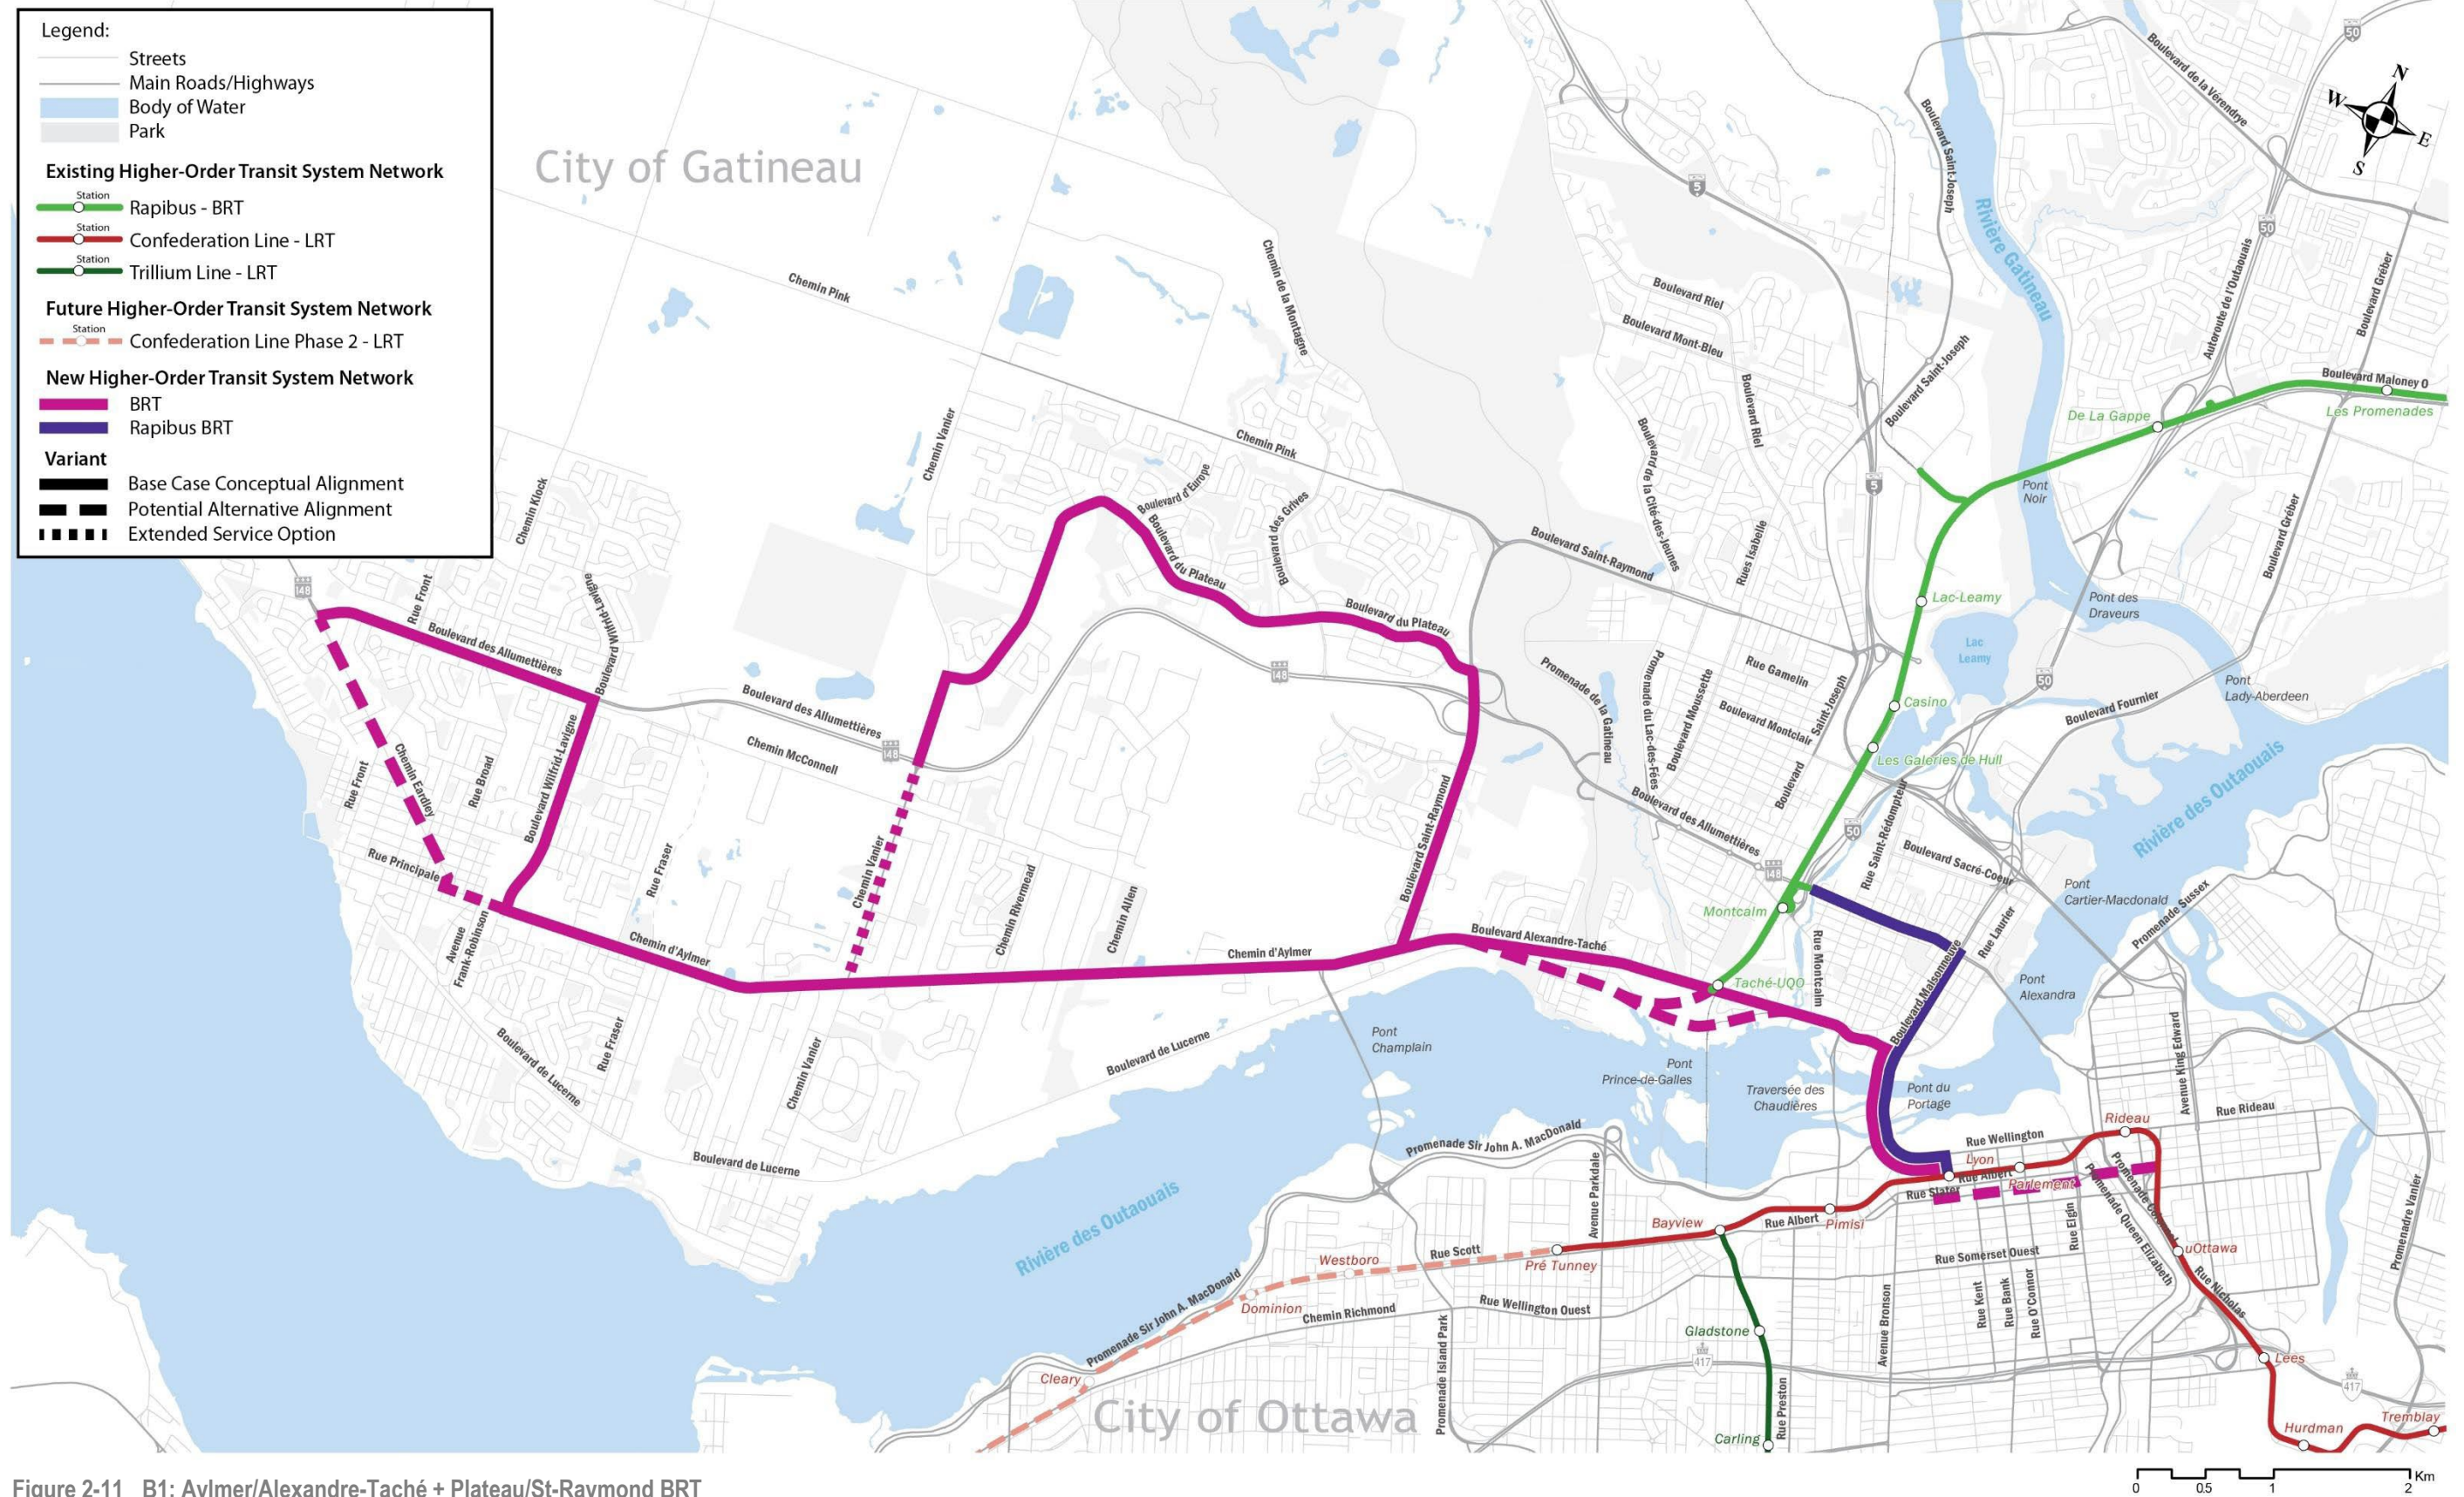 Legend:
Streets
Main Roads/Highways
Body of Water
Park
Existing Higher-Order Transit System Network
Station
Rapibus - BRT
Station
Confederation Line - LRT
Station
Trillium Line - LRT
Future Higher-Order Transit System Network
Station
Confederation Line Phase 2 - LRT
New Higher-Order Transit System Network
BRT
Rapibus BRT
Variant
Base Case Conceptual Alignment
Potential Alternative Alignment
Extended Service Option
City of Gatineau
Chemin Pink
Chemin de la Montagne
Chemin Vanier
Chemin Klock
Chemin Pink
Boulevard d'Europe
Boulevard des Grives
Boulevard du Plateau
Boulevard du Plateau
Boulevard Riel
Boulevard Mont-Bleu
Boulevard Riel
Boulevard de la Cité-des-Jeunes
Boulevard Saint-Raymond
Rues Isabelle
Boulevard Saint-Joseph
Boulevard Saint-Joseph
Rivière Gatineau
Boulevard de la Vérendrye
50
5
50
Autoroute de l'Outaouais
Boulevard Gréber
N
W
E
S
Boulevard Maloney O
Les Promenades
De La Gappe
5
Pont
Noir
Boulevard Gréber
Lac-Leamy
Pont des
Draveurs
Lac
Leamy
50
Pont
Lady-Aberdeen
Boulevard Fournier
Casino
Les Galeries de Hull
Rivière des Outaouais
148
Rue Front
Boulevard Wilfrid-Lavigne
Boulevard des Allumettières
Boulevard des Allumettières
148
148
Chemin McConnell
Rue Front
Chemin Eardley
Rue Broad
Boulevard Wilfrid-Lavigne
Rue Principale
Rue Fraser
Chemin Vanier
Chemin Rivermead
Chemin Allen
Boulevard Saint-Raymond
Promenade de la Gatineau
Promenade du Lac-des-Fées
Boulevard Moussette
Rue Gamelin
Boulevard Montclair
Boulevard
Saint-Joseph
Boulevard des Allumettières
148
50
Rue Saint-Rédempteur
Boulevard Sacré-Coeur
Pont
Cartier-Macdonald
Promenade Sussex
Montcalm
Rue Montcalm
Rue Laurier
Boulevard Maisonneuve
Pont
Alexandra
Avenue
Frank-Robinson
Chemin d'Aylmer
Chemin d'Aylmer
Boulevard Alexandre-Taché
Taché-UQO
Boulevard de Lucerne
Rue Fraser
Chemin Vanier
Boulevard de Lucerne
Boulevard de Lucerne
Pont
Champlain
Pont
Prince-de-Galles
Traversée des
Chaudières
Pont du
Portage
Avenue King Edward
Rue Rideau
Rideau
Rue Wellington
Lyon
Rue Albert
Parlement
Rue Slater
Rue Elgin
Promenade Queen Elizabeth
Promenade Colonel
uOttawa
Rue Nicholas
Promenadre Vanier
Promenade Sir John A. MacDonald
Avenue Parkdale
Bayview
Rue Albert
Pimisi
Rue Somerset Ouest
Rivière des Outaouais
Westboro
Rue Scott
Pré Tunney
Dominion
Promenade Sir John A. MacDonald
Chemin Richmond
Rue Wellington Ouest
Promenade Island Park
Gladstone
417
Avenue Bronson
Rue Kent
Rue Bank
Rue O'Connor
Lees
417
Cleary
City of Ottawa
Carling
Rue Preston
Hurdman
Tremblay
Figure 2-11 B1: Aylmer/Alexandre-Taché + Plateau/St-Raymond BRT
Km
0 0.5 1 2